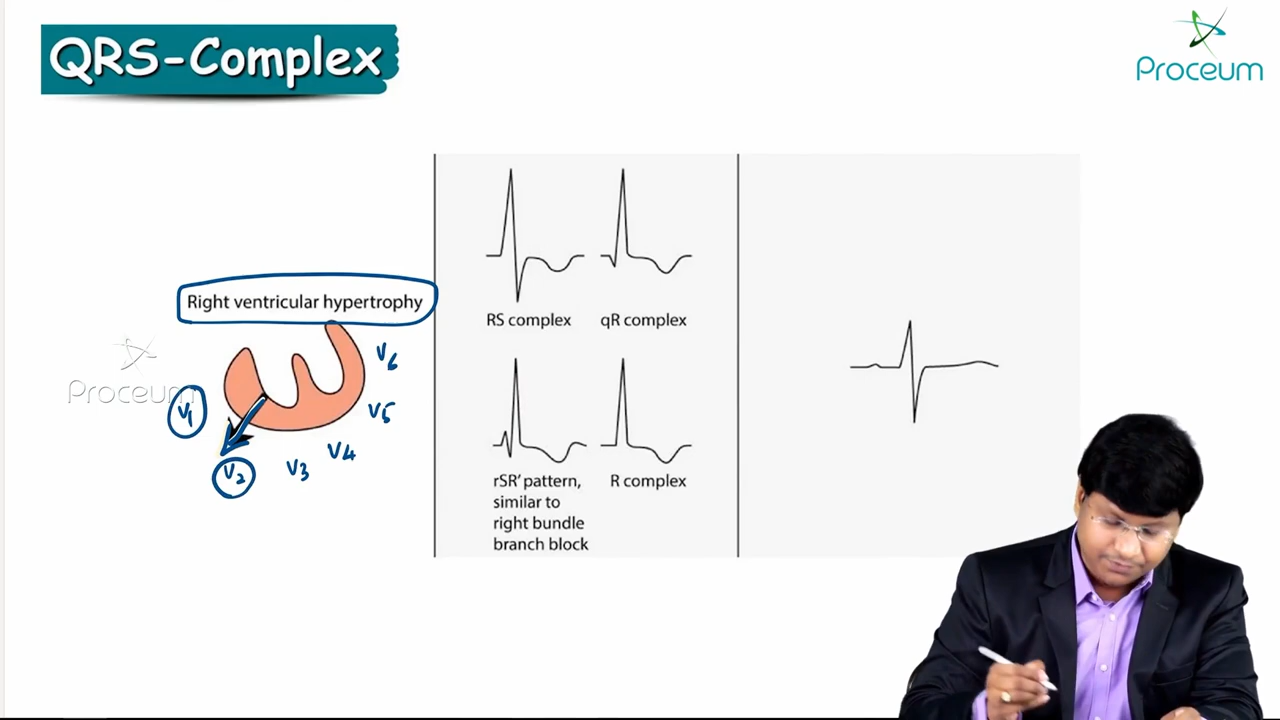 QRS-Complex
Proceum
Right ventricular hypertrophy
RS complex
qR complex
V6
Proceum
V1
V5
V4
V2
V3
rSR' pattern,
similar to
right bundle
branch block
R complex